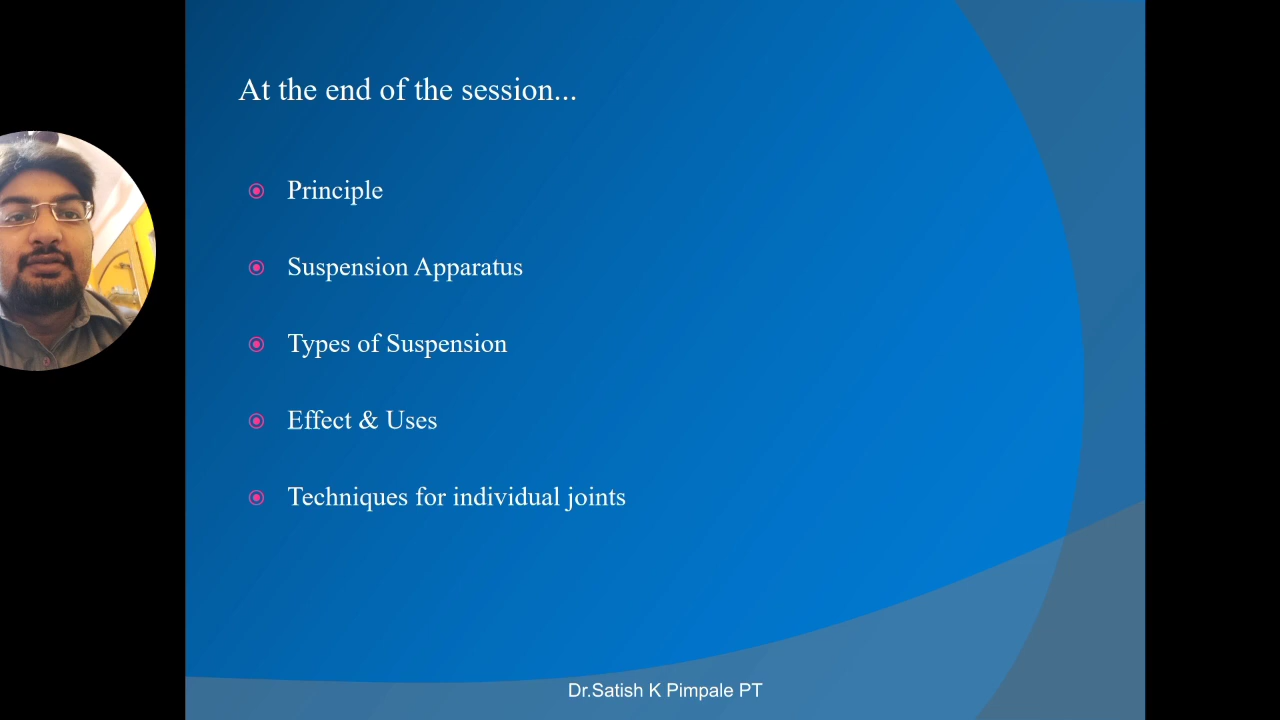 At the end of the session...
Principle
Suspension Apparatus
Types of Suspension
Effect & Uses
Techniques for individual joints
Dr.Satish K Pimpale PT